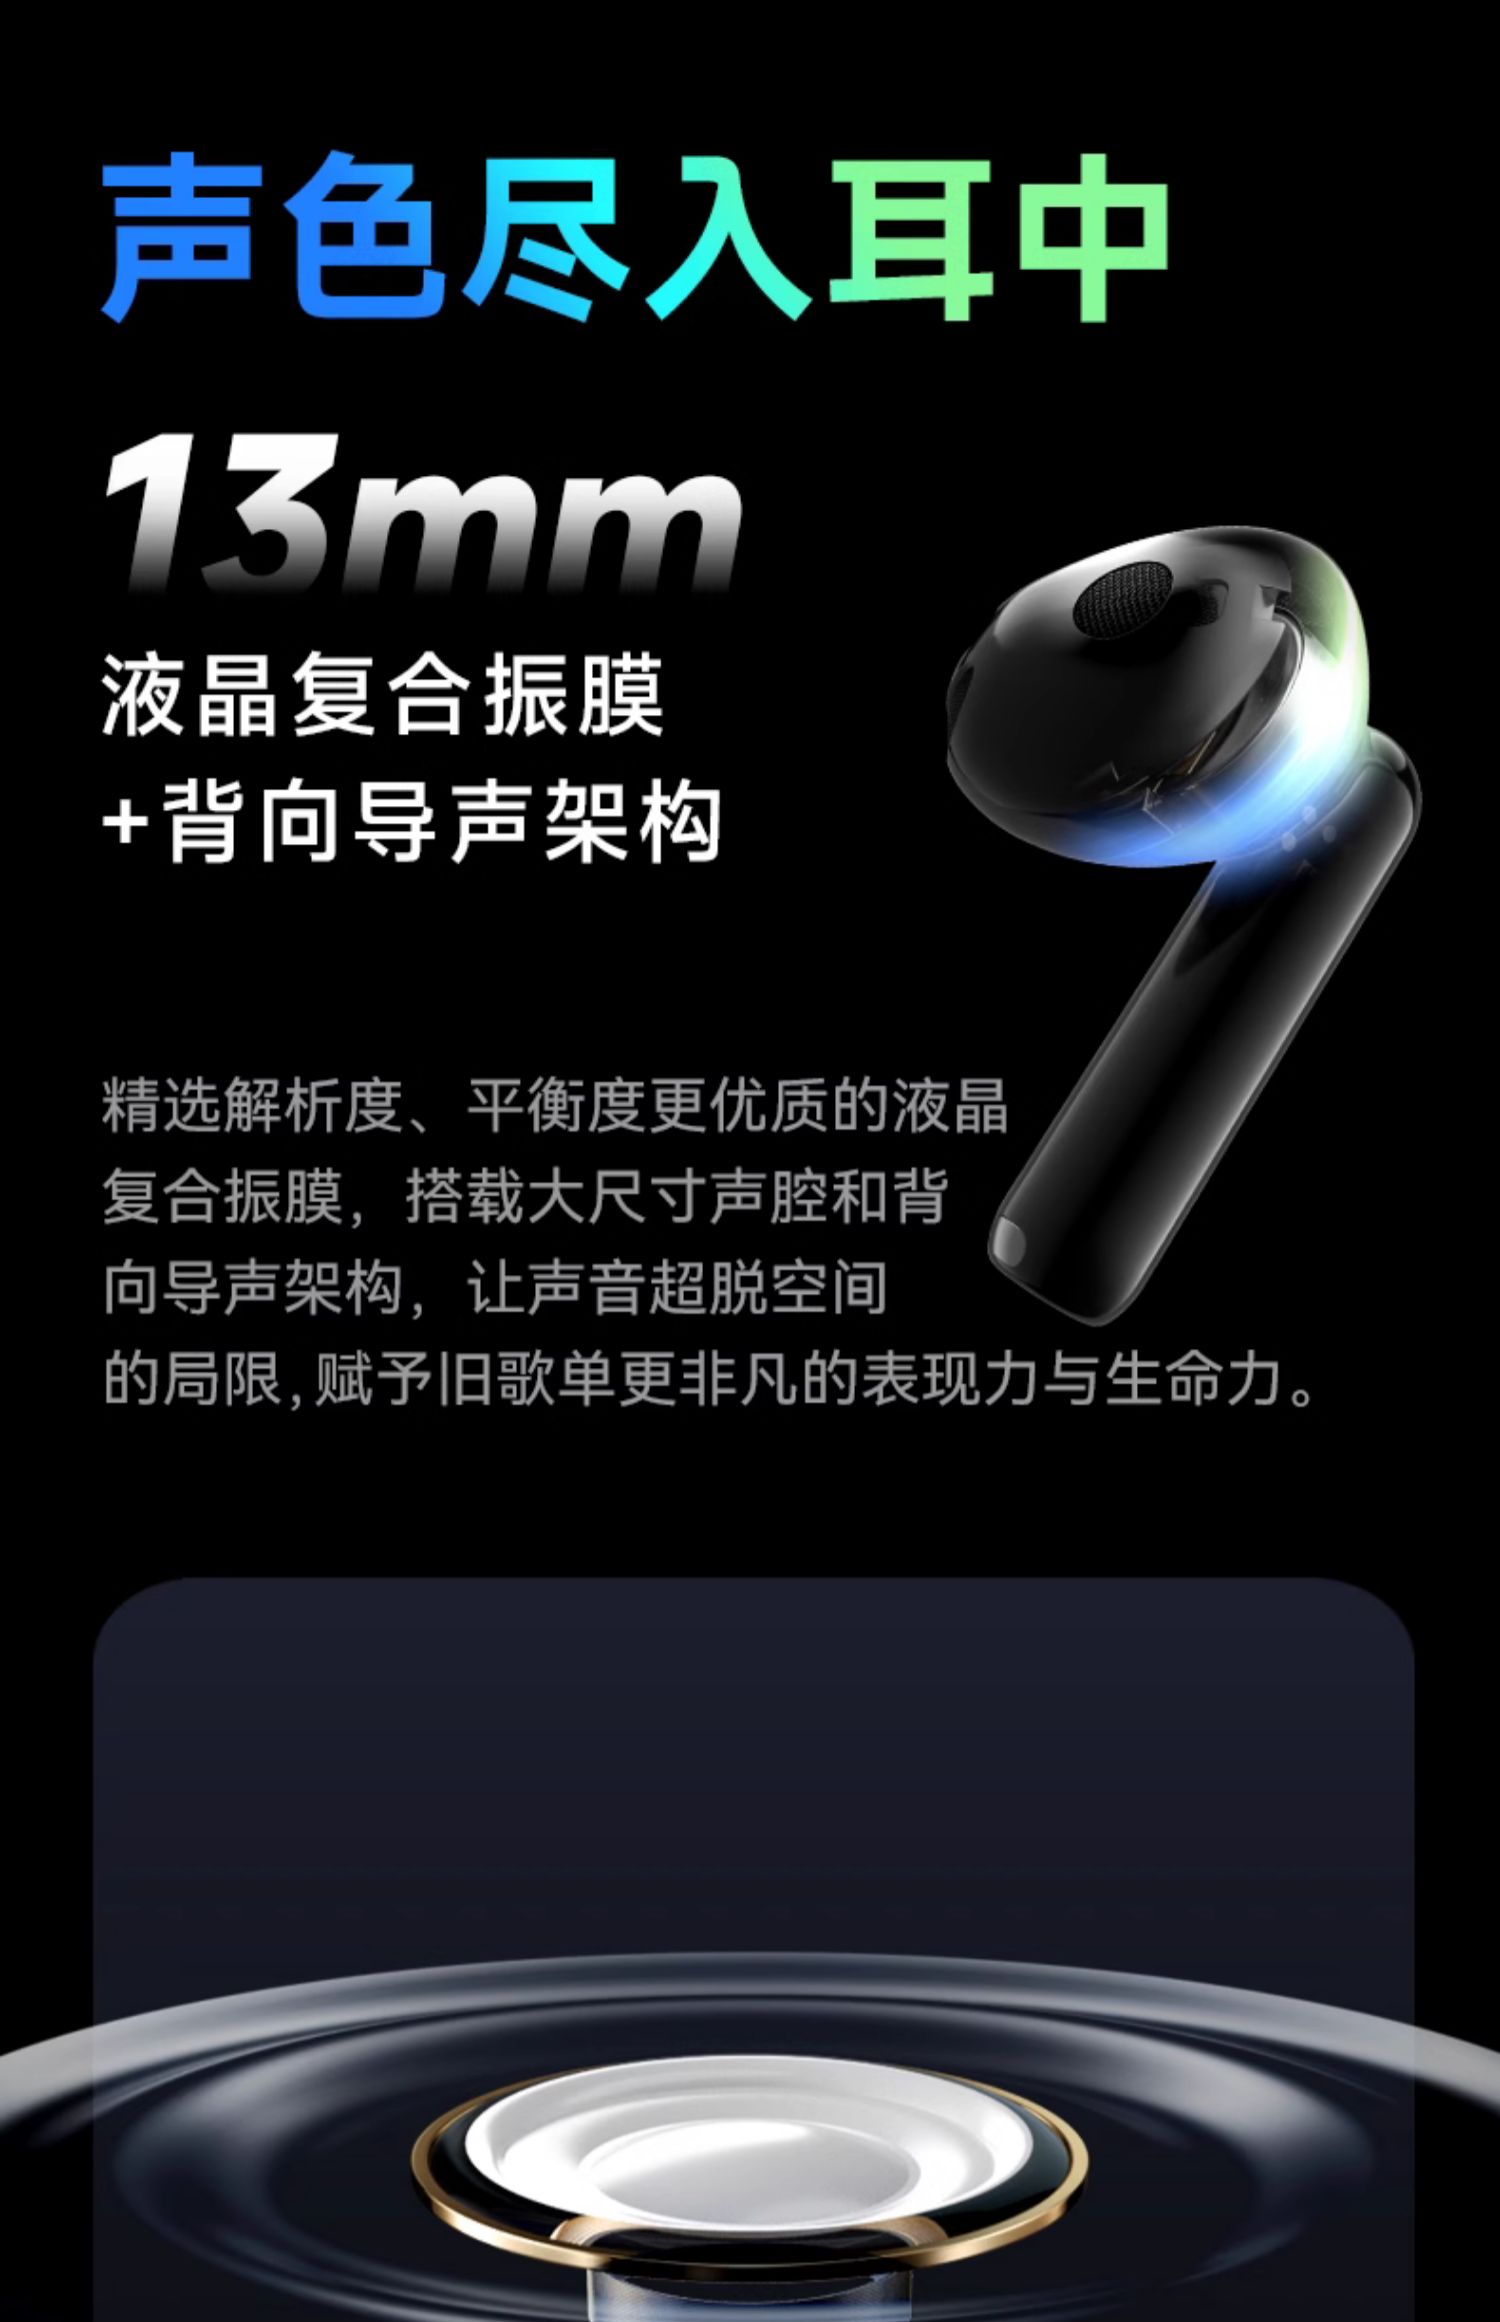 声色尽入耳中
13mm
液晶复合振膜
+背向导声架构
精选解析度、平衡度更优质的液晶
复合振膜，搭载大尺寸声腔和背
向导声架构，让声音超脱空间
的局限,赋予旧歌单更非凡的表现力与生命力。